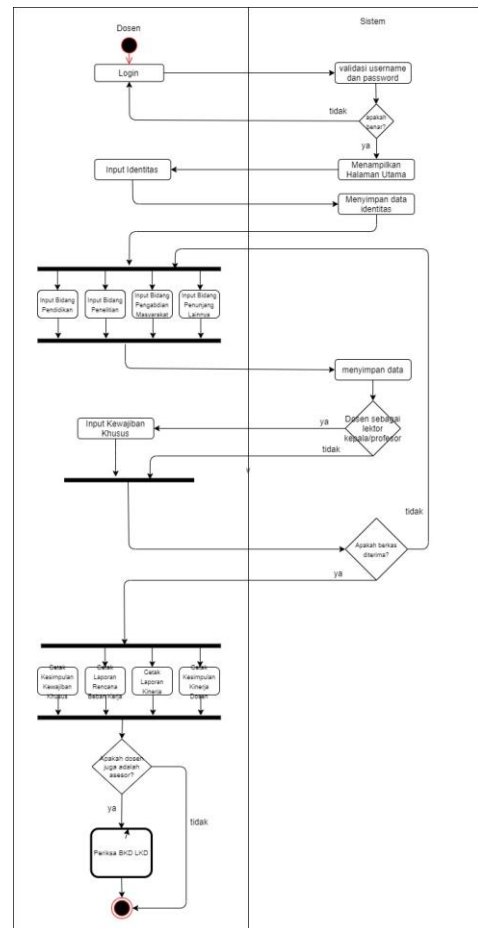 Dosen
Sistem
Login
validasi username
dan password
tidak
apakah
benar?
ya
Input Identitas
Menampilkan
Halaman Utama
Menyimpan data
identitas
Input Bidang
Pendidikan
Input Bidang
Penelitian
Input Bidang
Pengabdian
Masyarakat
Input Bidang
Penunjang
Lainnya
menyimpan data
Input Kewajiban
Khusus
ya
Dosen sebagai
lektor
kepala/profesor
tidak
v
tidak
Apakah berkas
diterima?
ya
Cetak
Kesimpulan
Kewajiban
Khusus
Cetak
Laporan
Rencana
Beban Kerja
Cetak
Laporan
Kinerja
Cetak
Kesimpulan
Kinerja
Dosen
Apakah dosen
juga adalah
asesor?
ya
tidak
Periksa BKD LKD